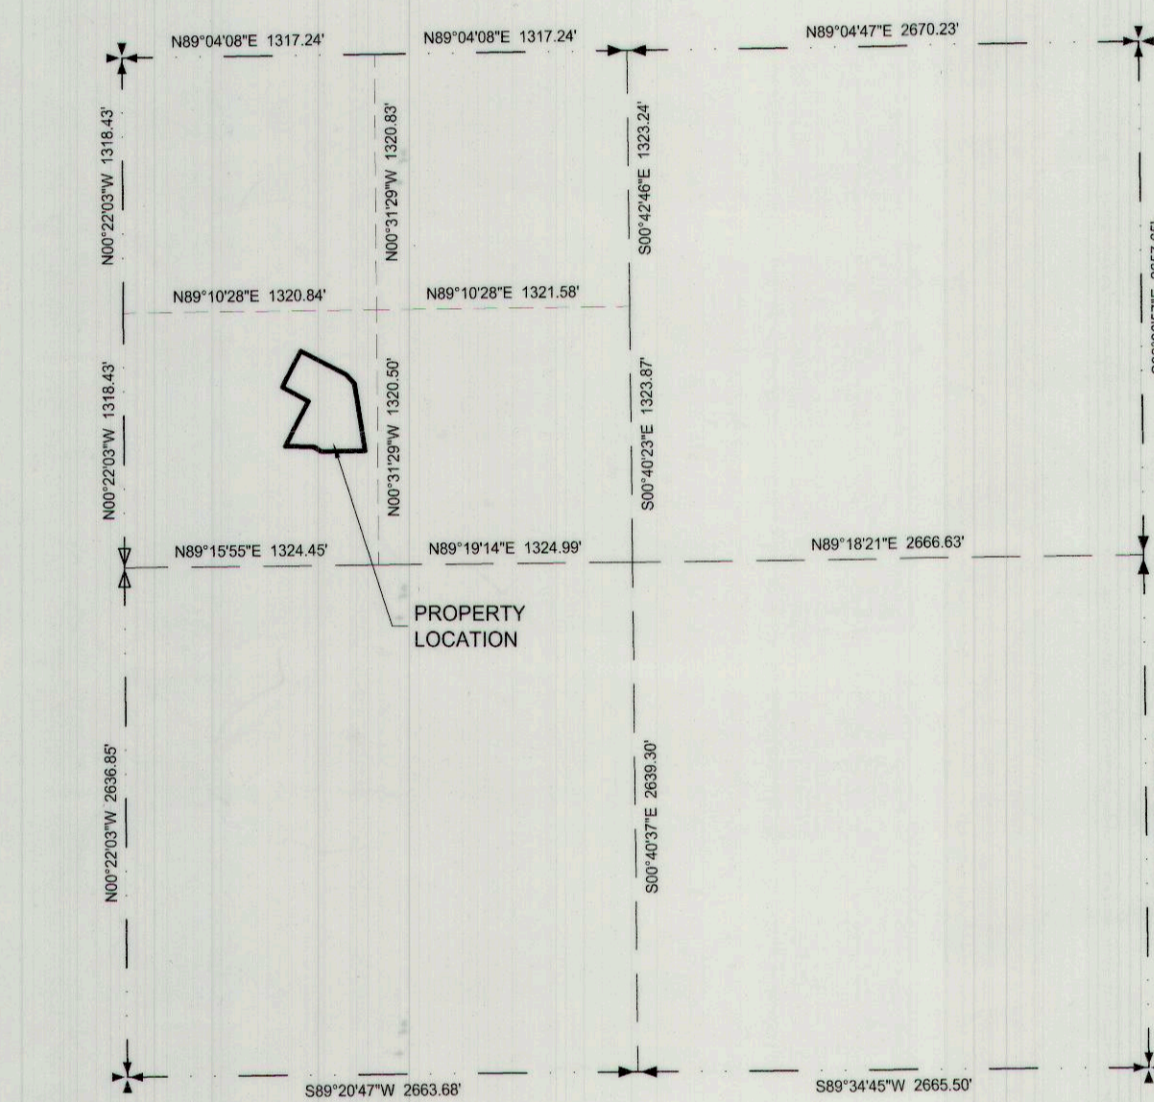 N89°04'08"E 1317.24'
N89°04'08"E 1317.24'
N89°04'47"E 2670.23'
N00°22'03"W 1318.43'
N00°31'29"W 1320.83'
S00°42'46"E 1323.24'
N89°10'28"E 1320.84'
N89°10'28"E 1321.58'
N00°22'03"W 1318.43'
N00°31'29"W 1320.50'
S00°40'23"E 1323.87'
N89°15'55"E 1324.45'
N89°19'14"E 1324.99'
N89°18'21"E 2666.63'
PROPERTY
LOCATION
N00°22'03"W 2636.85'
S00°40'37"E 2639.30'
S89°20'47"W 2663.68'
S89°34'45"W 2665.50'